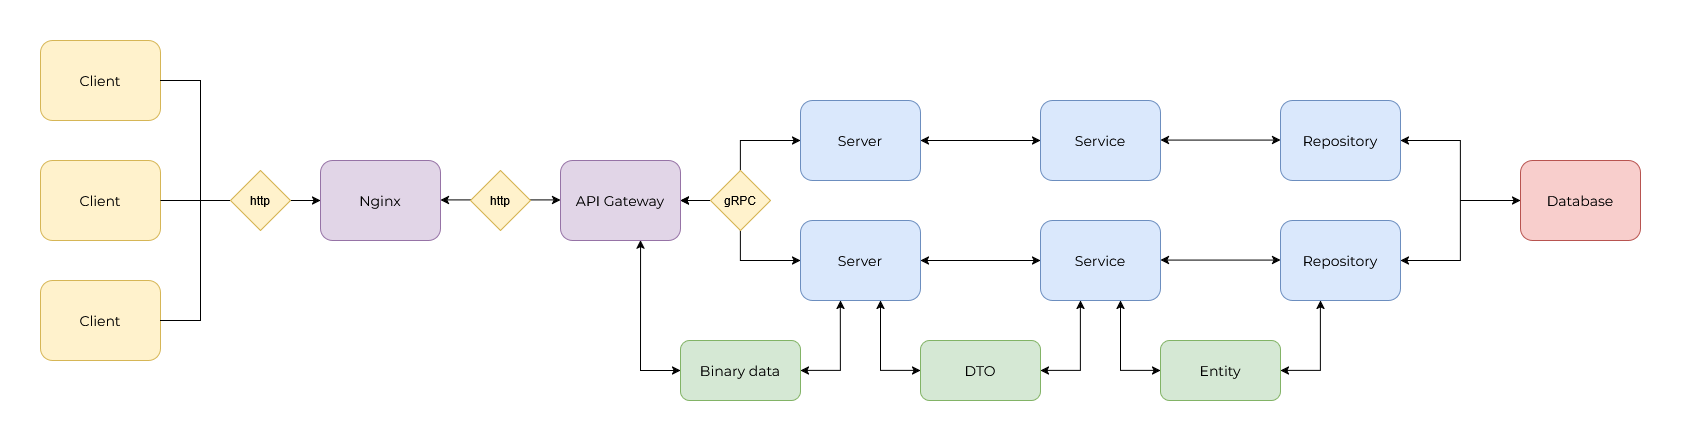 Client
Client
Client
http
Nginx
http
API Gateway
gRPC
Server
Service
Repository
Server
Service
Repository
Database
Binary data
DTO
Entity